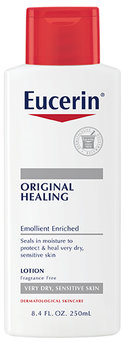 Eucerin®
ORIGINAL
HEALING
Emollient Enriched
Seals in moisture to
protect & heal very dry,
sensitive skin
LOTION
Fragrance Free
VERY DRY, SENSITIVE SKIN
DERMATOLOGICAL SKINCARE
8.4 FL. OZ. 250mL